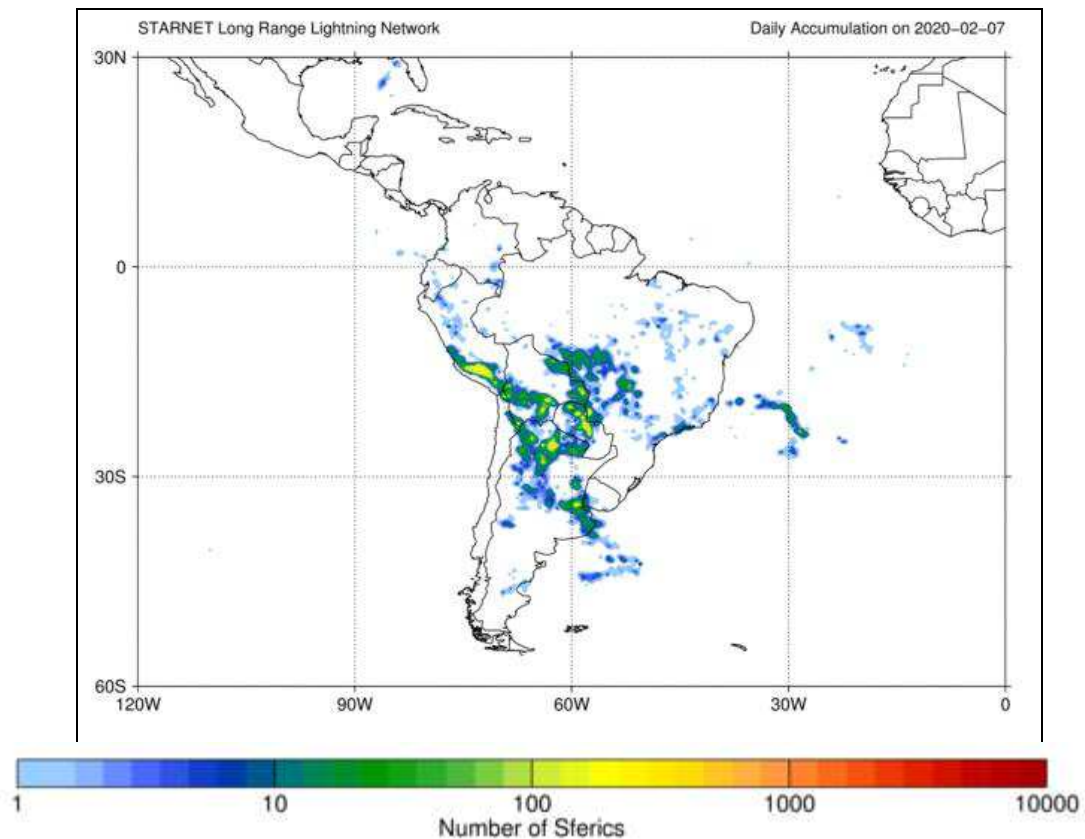 STARNET Long Range Lightning Network Daily Accumulation on 2020-02-07
30N
0
30S
60S
120W 90W 60W 30W 0
1 10 100 1000 10000
Number of Sferics